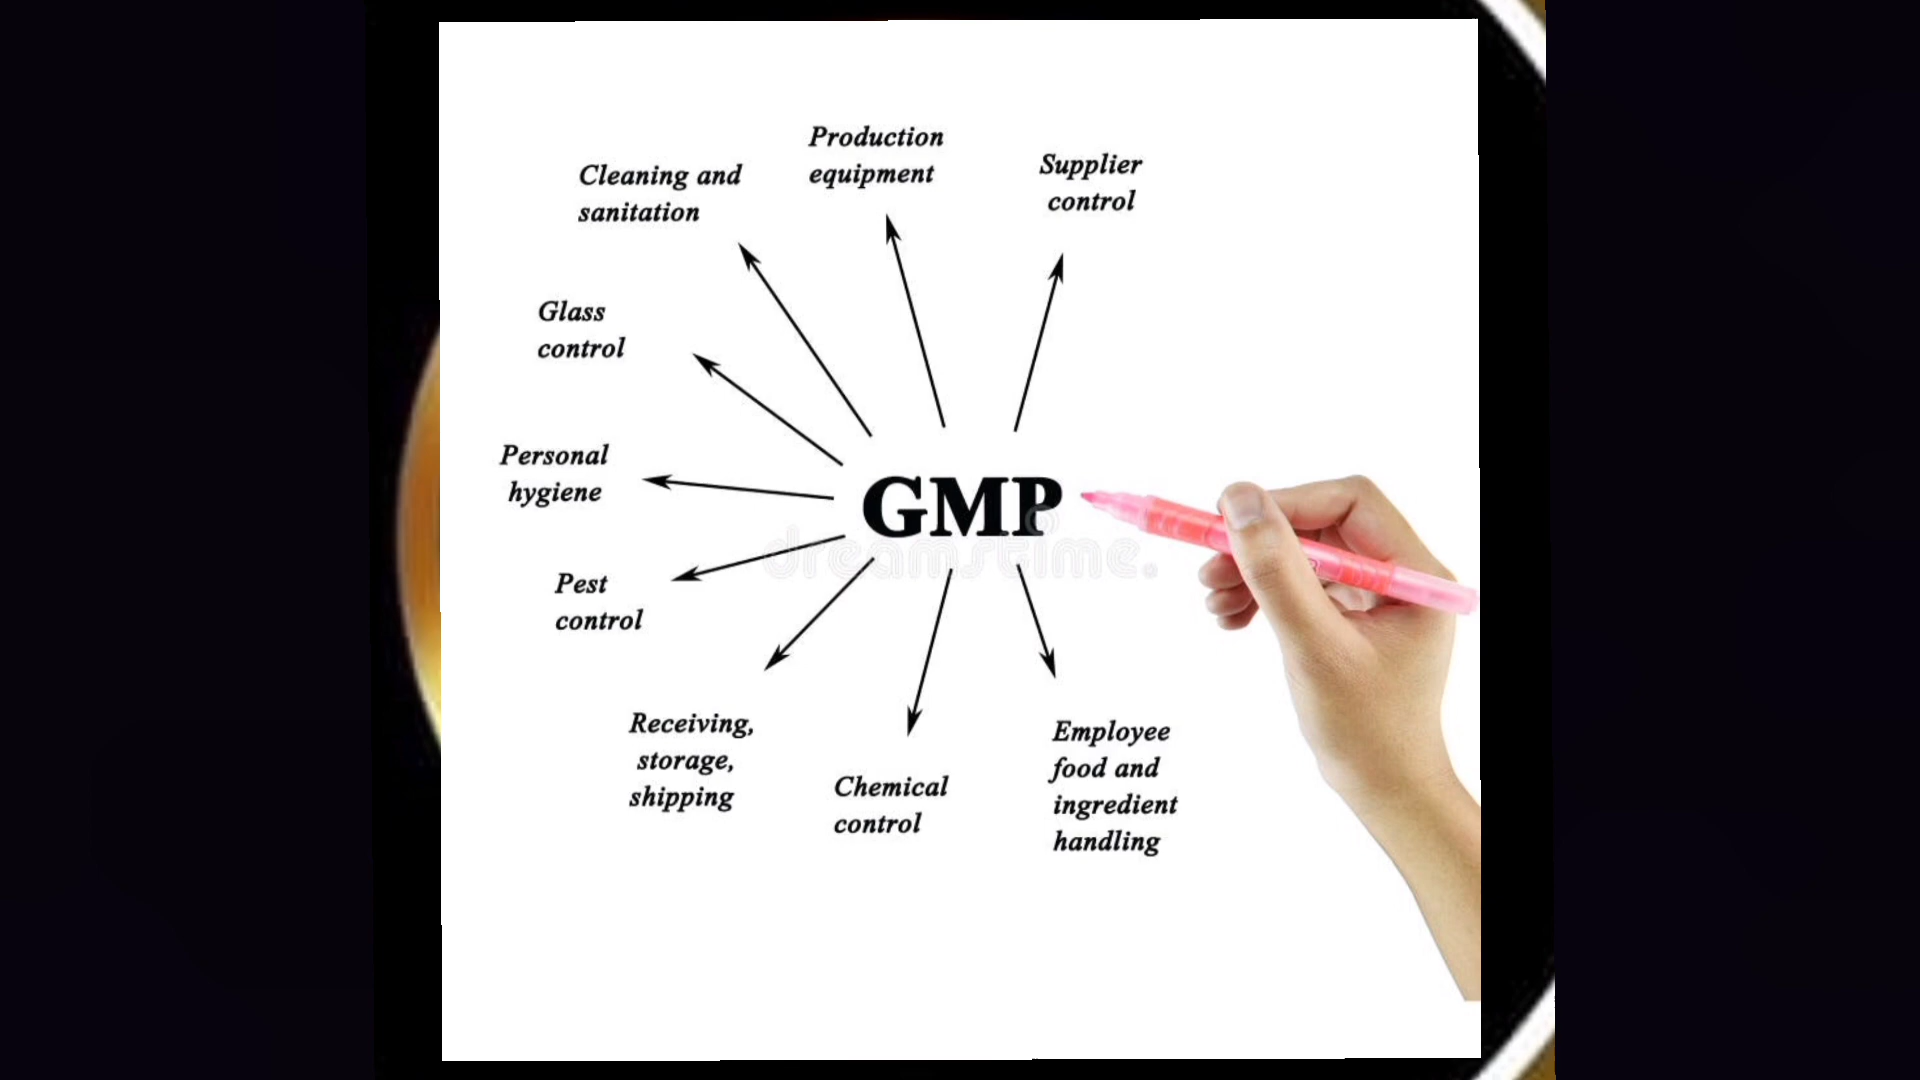 Production
equipment
Supplier
control
Cleaning and
sanitation
Glass
control
Personal
hygiene
GMP
dreamstime.
Pest
control
Receiving,
storage,
shipping
Chemical
control
Employee
food and
ingredient
handling